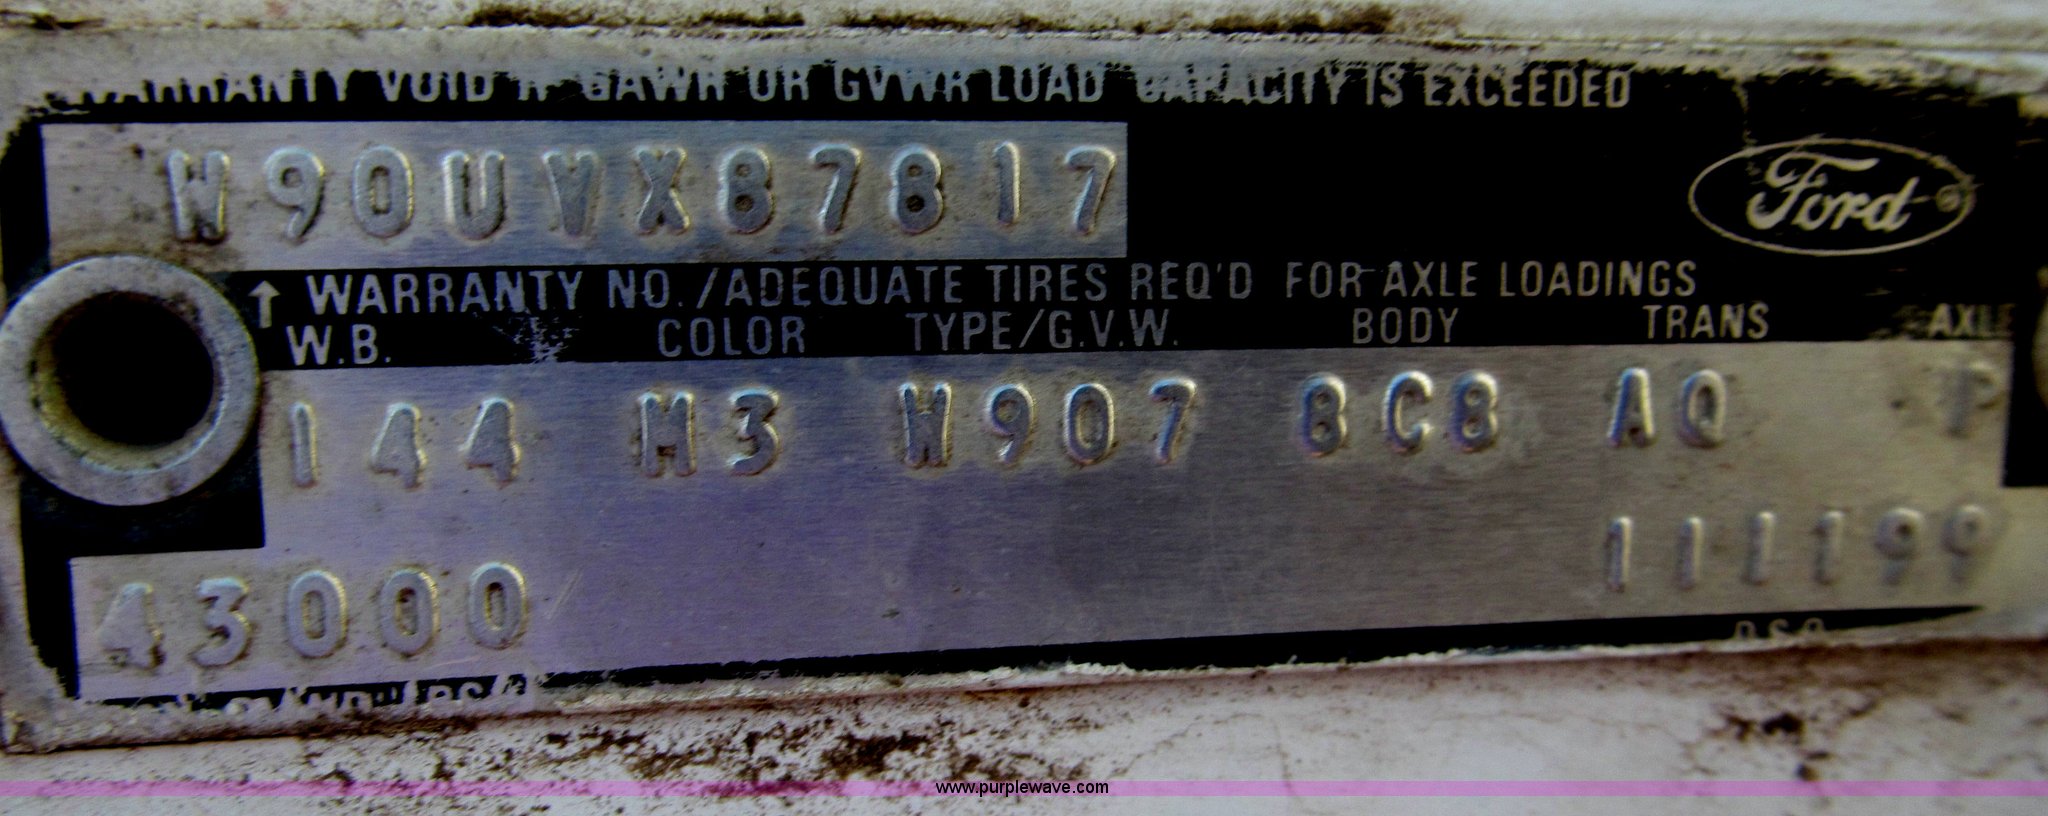 WARRANTY VOID IF GAWR OR GVWR LOAD CAPACITY IS EXCEEDED
W90UVX87817
Ford
↑ WARRANTY NO./ADEQUATE TIRES REQ'D FOR AXLE LOADINGS
W.B. COLOR TYPE/G.V.W. BODY TRANS AXLE
144 M3 W907 8C8 AQ P
111199
43000
DSO
www.purplewave.com